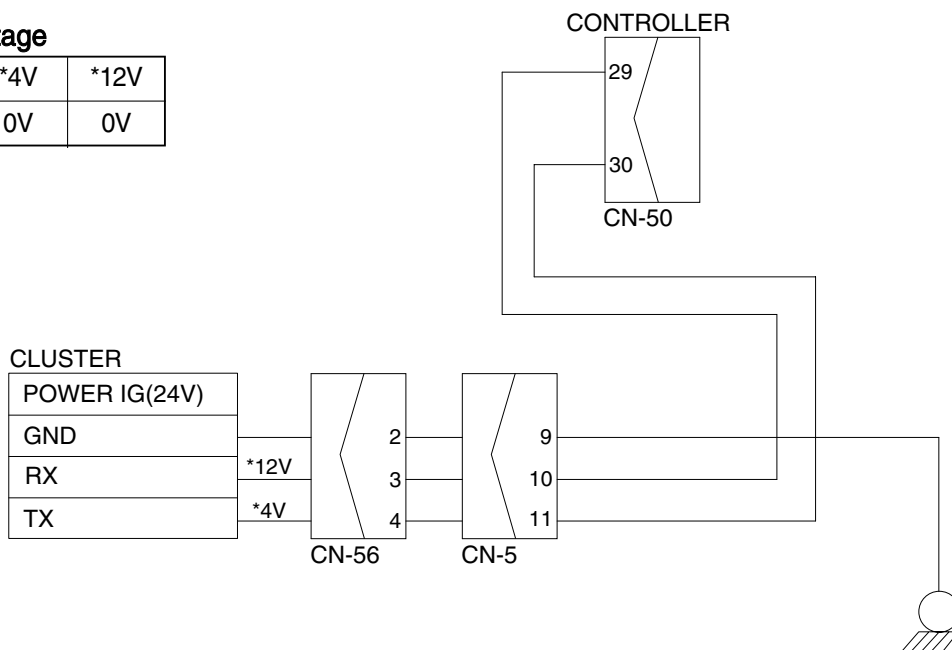 CONTROLLER
*4V *12V
0V 0V
29
30
CN-50
CLUSTER
POWER IG(24V)
GND 2 9
RX *12V 3 10
TX *4V 4 11
CN-56 CN-5